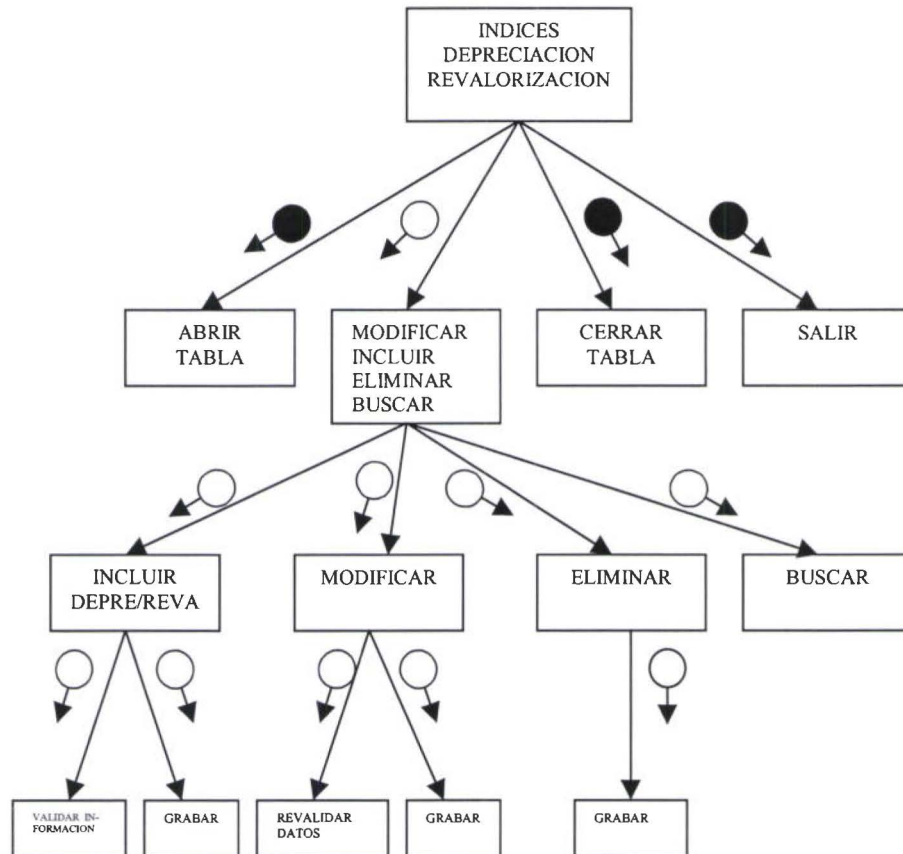 INDICES
DEPRECIACION
REVALORIZACION
ABRIR
TABLA
MODIFICAR
INCLUIR
ELIMINAR
BUSCAR
CERRAR
TABLA
SALIR
INCLUIR
DEPRE/REVA
MODIFICAR
ELIMINAR
BUSCAR
VALIDAR IN-
FORMACION
GRABAR
REVALIDAR
DATOS
GRABAR
GRABAR